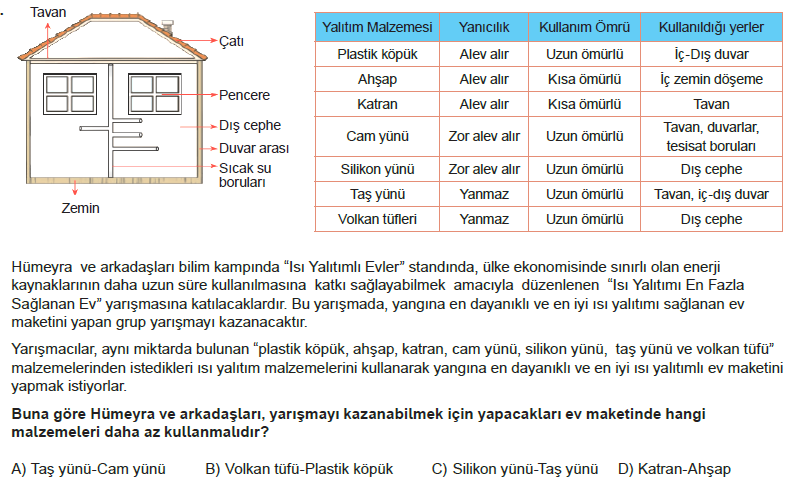 .
Tavan
Çatı
Pencere
Dış cephe
Duvar arası
Sıcak su
boruları
Zemin
Yalıtım Malzemesi Yanıcılık Kullanım Ömrü Kullanıldığı yerler
Plastik köpük Alev alır Uzun ömürlü İç-Dış duvar
Ahşap Alev alır Kısa ömürlü İç zemin döşeme
Katran Alev alır Kısa ömürlü Tavan
Cam yünü Zor alev alır Uzun ömürlü Tavan, duvarlar,
tesisat boruları
Silikon yünü Zor alev alır Uzun ömürlü Dış cephe
Taş yünü Yanmaz Uzun ömürlü Tavan, iç-dış duvar
Volkan tüfleri Yanmaz Uzun ömürlü Dış cephe
Hümeyra ve arkadaşları bilim kampında “Isı Yalıtımlı Evler” standında, ülke ekonomisinde sınırlı olan enerji
kaynaklarının daha uzun süre kullanılmasına katkı sağlayabilmek amacıyla düzenlenen “Isı Yalıtımı En Fazla
Sağlanan Ev” yarışmasına katılacaklardır. Bu yarışmada, yangına en dayanıklı ve en iyi ısı yalıtımı sağlanan ev
maketini yapan grup yarışmayı kazanacaktır.
Yarışmacılar, aynı miktarda bulunan “plastik köpük, ahşap, katran, cam yünü, silikon yünü, taş yünü ve volkan tüfü”
malzemelerinden istedikleri ısı yalıtım malzemelerini kullanarak yangına en dayanıklı ve en iyi ısı yalıtımlı ev maketini
yapmak istiyorlar.
Buna göre Hümeyra ve arkadaşları, yarışmayı kazanabilmek için yapacakları ev maketinde hangi
malzemeleri daha az kullanmalıdır?
A) Taş yünü-Cam yünü B) Volkan tüfü-Plastik köpük C) Silikon yünü-Taş yünü D) Katran-Ahşap